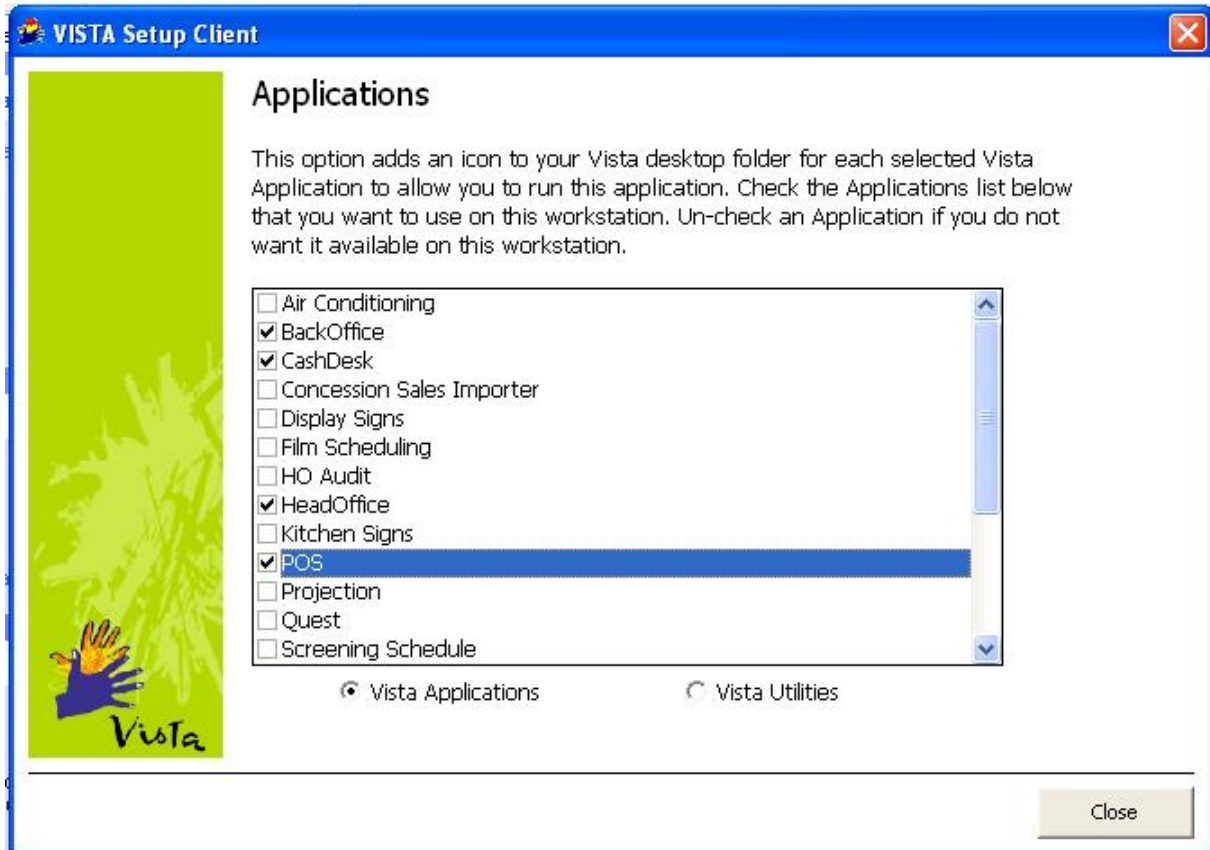 VISTA Setup Client
Applications
This option adds an icon to your Vista desktop folder for each selected Vista
Application to allow you to run this application. Check the Applications list below
that you want to use on this workstation. Un-check an Application if you do not
want it available on this workstation.
Air Conditioning
BackOffice
CashDesk
Concession Sales Importer
Display Signs
Film Scheduling
HO Audit
HeadOffice
Kitchen Signs
POS
Projection
Quest
Screening Schedule
Vista Applications
Vista Utilities
Vista
Close